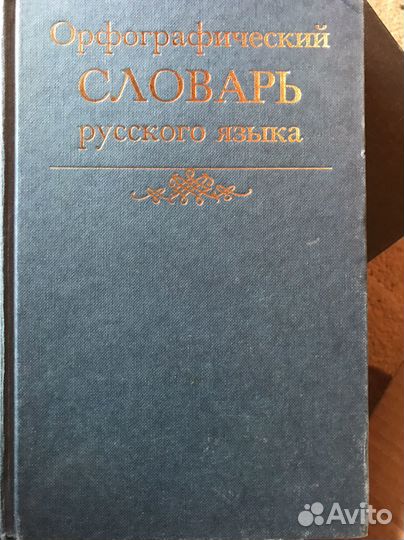 Орфографический
СЛОВАРЬ
русского языка
Avito